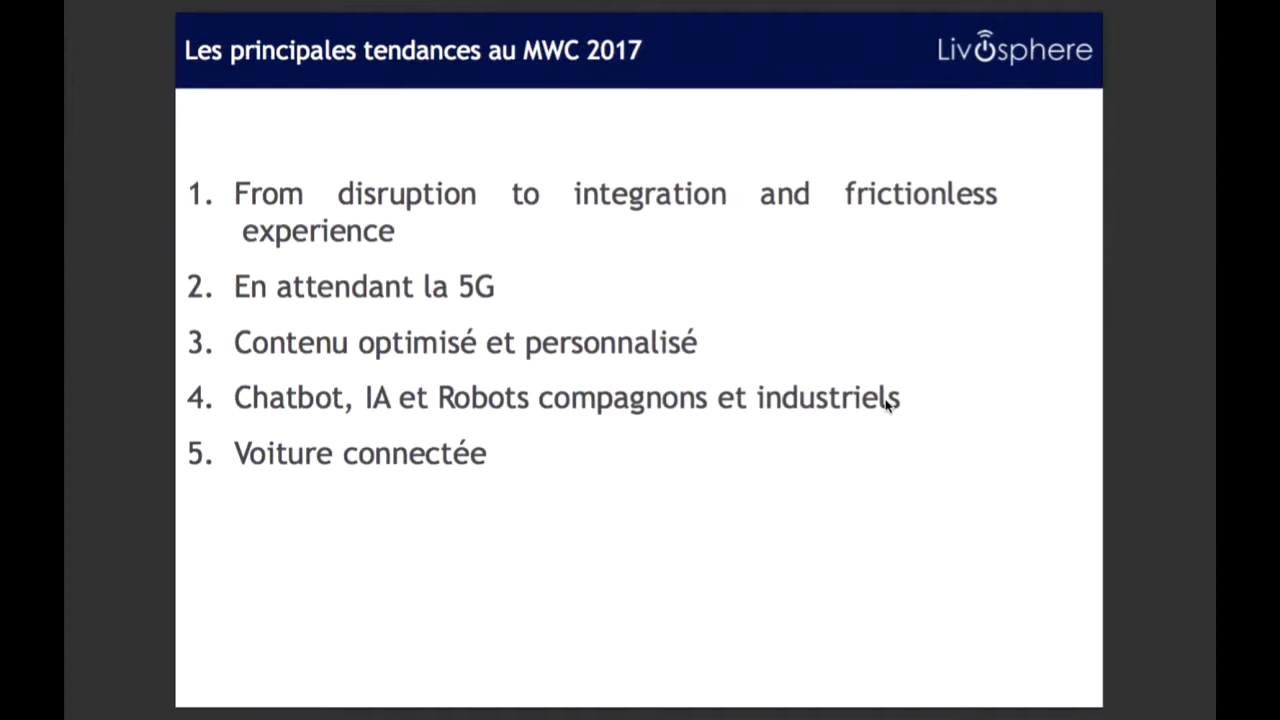 Les principales tendances au MWC 2017
Livosphere
1. From disruption to integration and frictionless
experience
2. En attendant la 5G
3. Contenu optimisé et personnalisé
4. Chatbot, IA et Robots compagnons et industriels
5. Voiture connectée